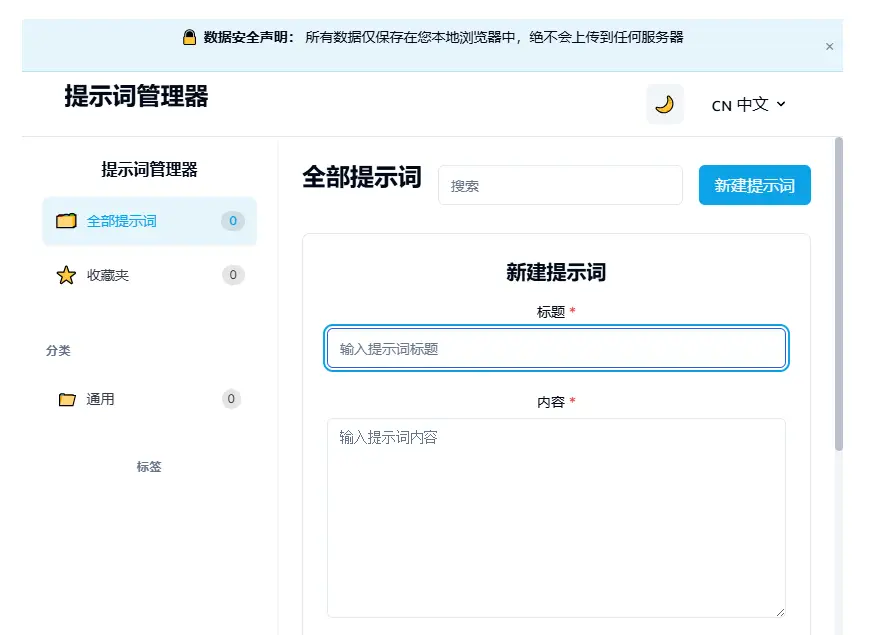 数据安全声明： 所有数据仅保存在您本地浏览器中，绝不会上传到任何服务器
×
提示词管理器
CN 中文
提示词管理器
全部提示词 0
收藏夹 0
分类
通用 0
标签
全部提示词
搜索
新建提示词
新建提示词
标题 *
输入提示词标题
内容 *
输入提示词内容